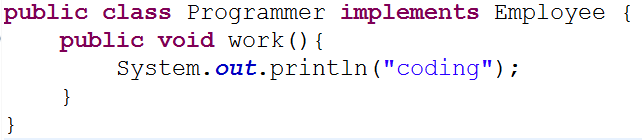 public class Programmer implements Employee {
    public void work(){
        System.out.println("coding");
    }
}